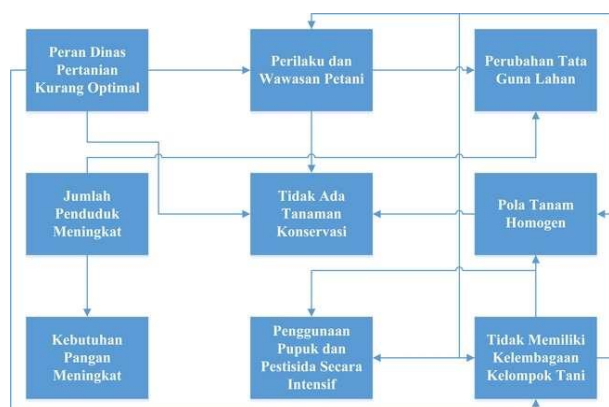 Peran Dinas
Pertanian
Kurang Optimal
Perilaku dan
Wawasan Petani
Perubahan Tata
Guna Lahan
Jumlah
Penduduk
Meningkat
Tidak Ada
Tanaman
Konservasi
Pola Tanam
Homogen
Kebutuhan
Pangan
Meningkat
Penggunaan
Pupuk dan
Pestisida Secara
Intensif
Tidak Memiliki
Kelembagaan
Kelompok Tani